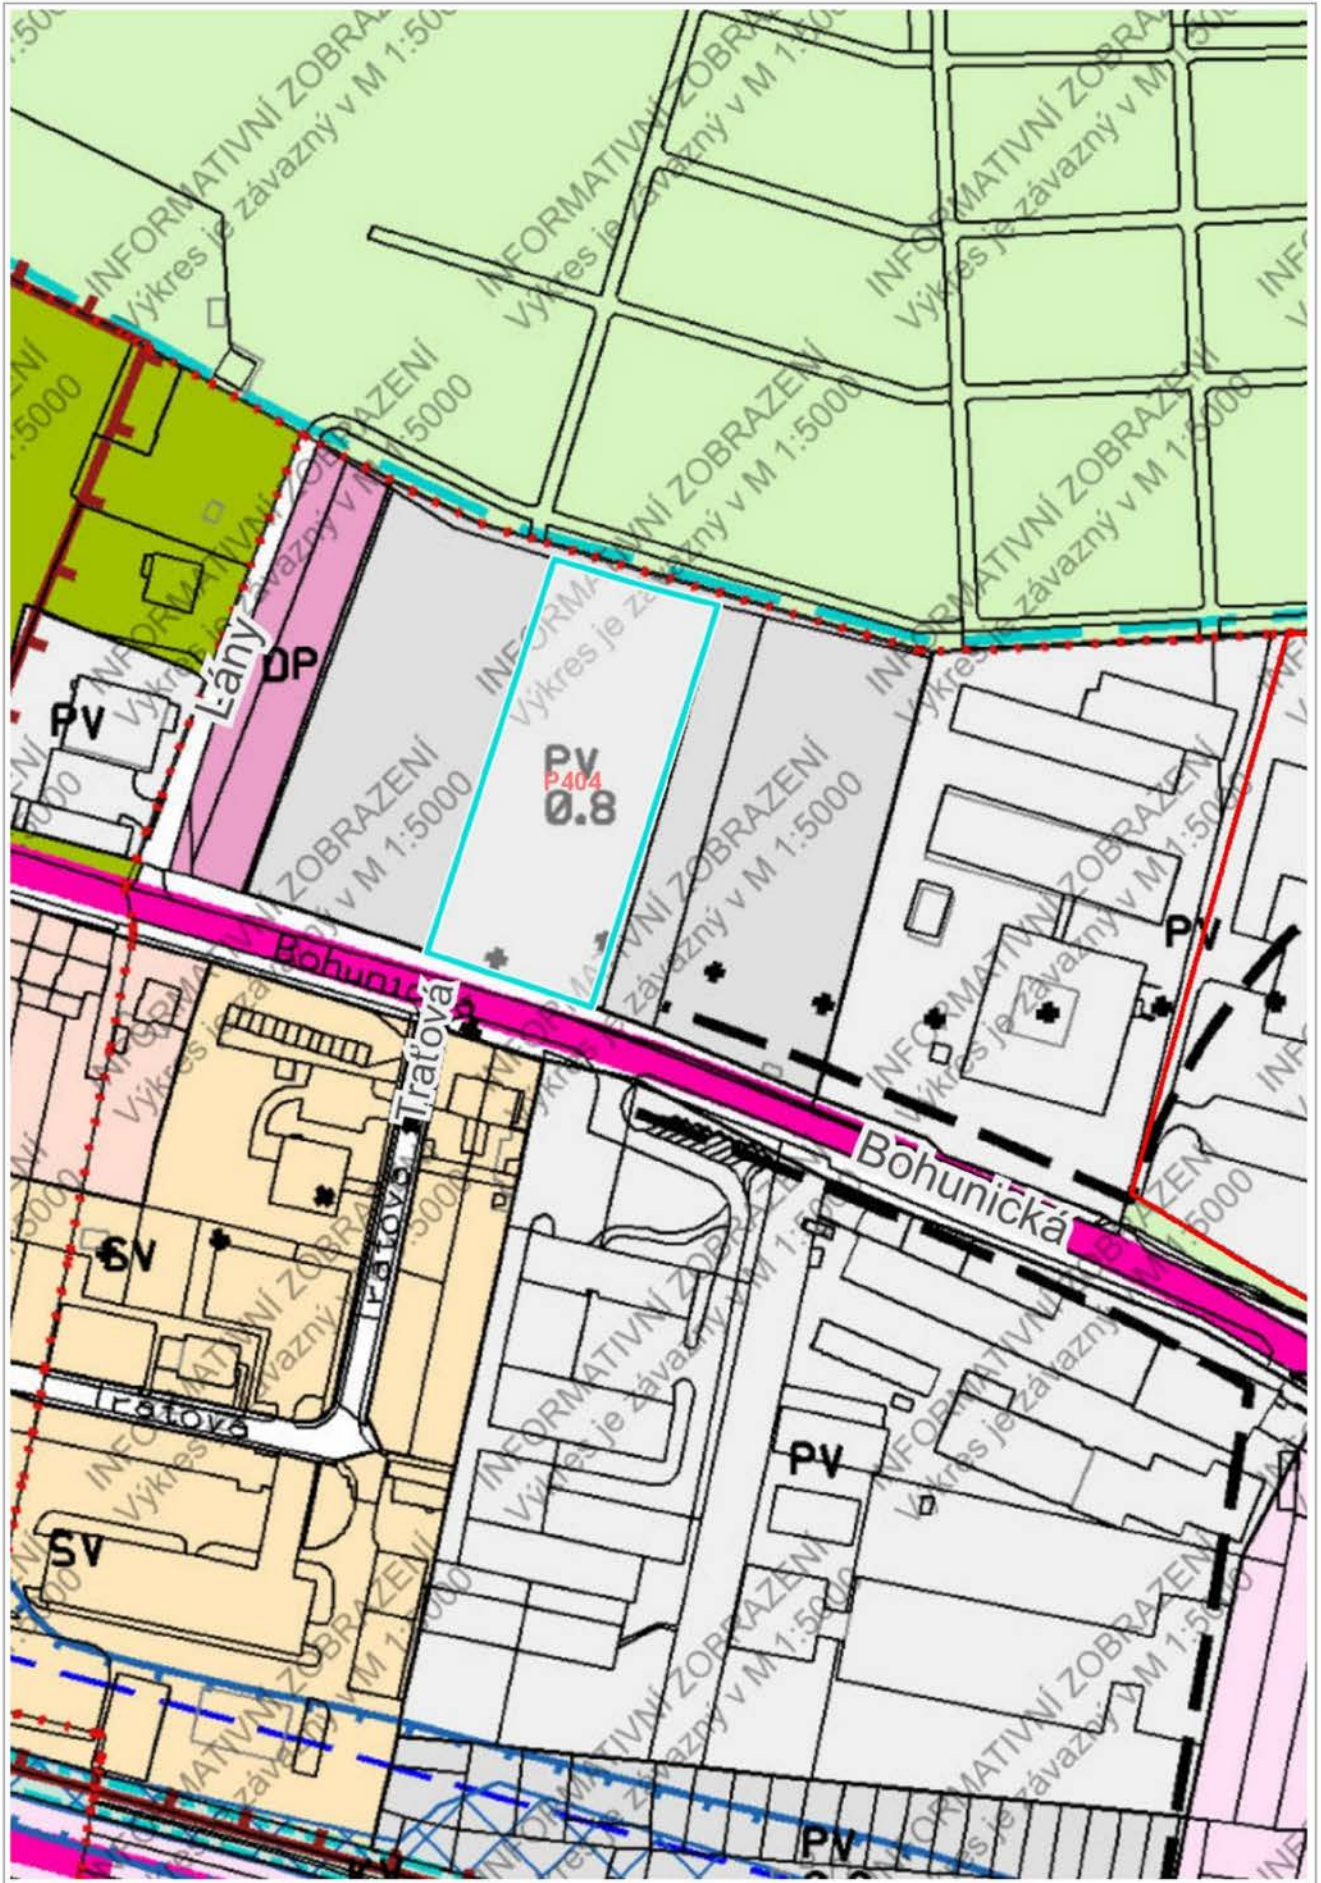 INFORMATIVNÍ ZOBRAZENÍ
Výkres je závazný v M 1:5000
Lány
DP
PV
PV
P404
0.8
PV
Bohunická
Traťová
Bohunická
SV
Traťová
PV
SV
PV